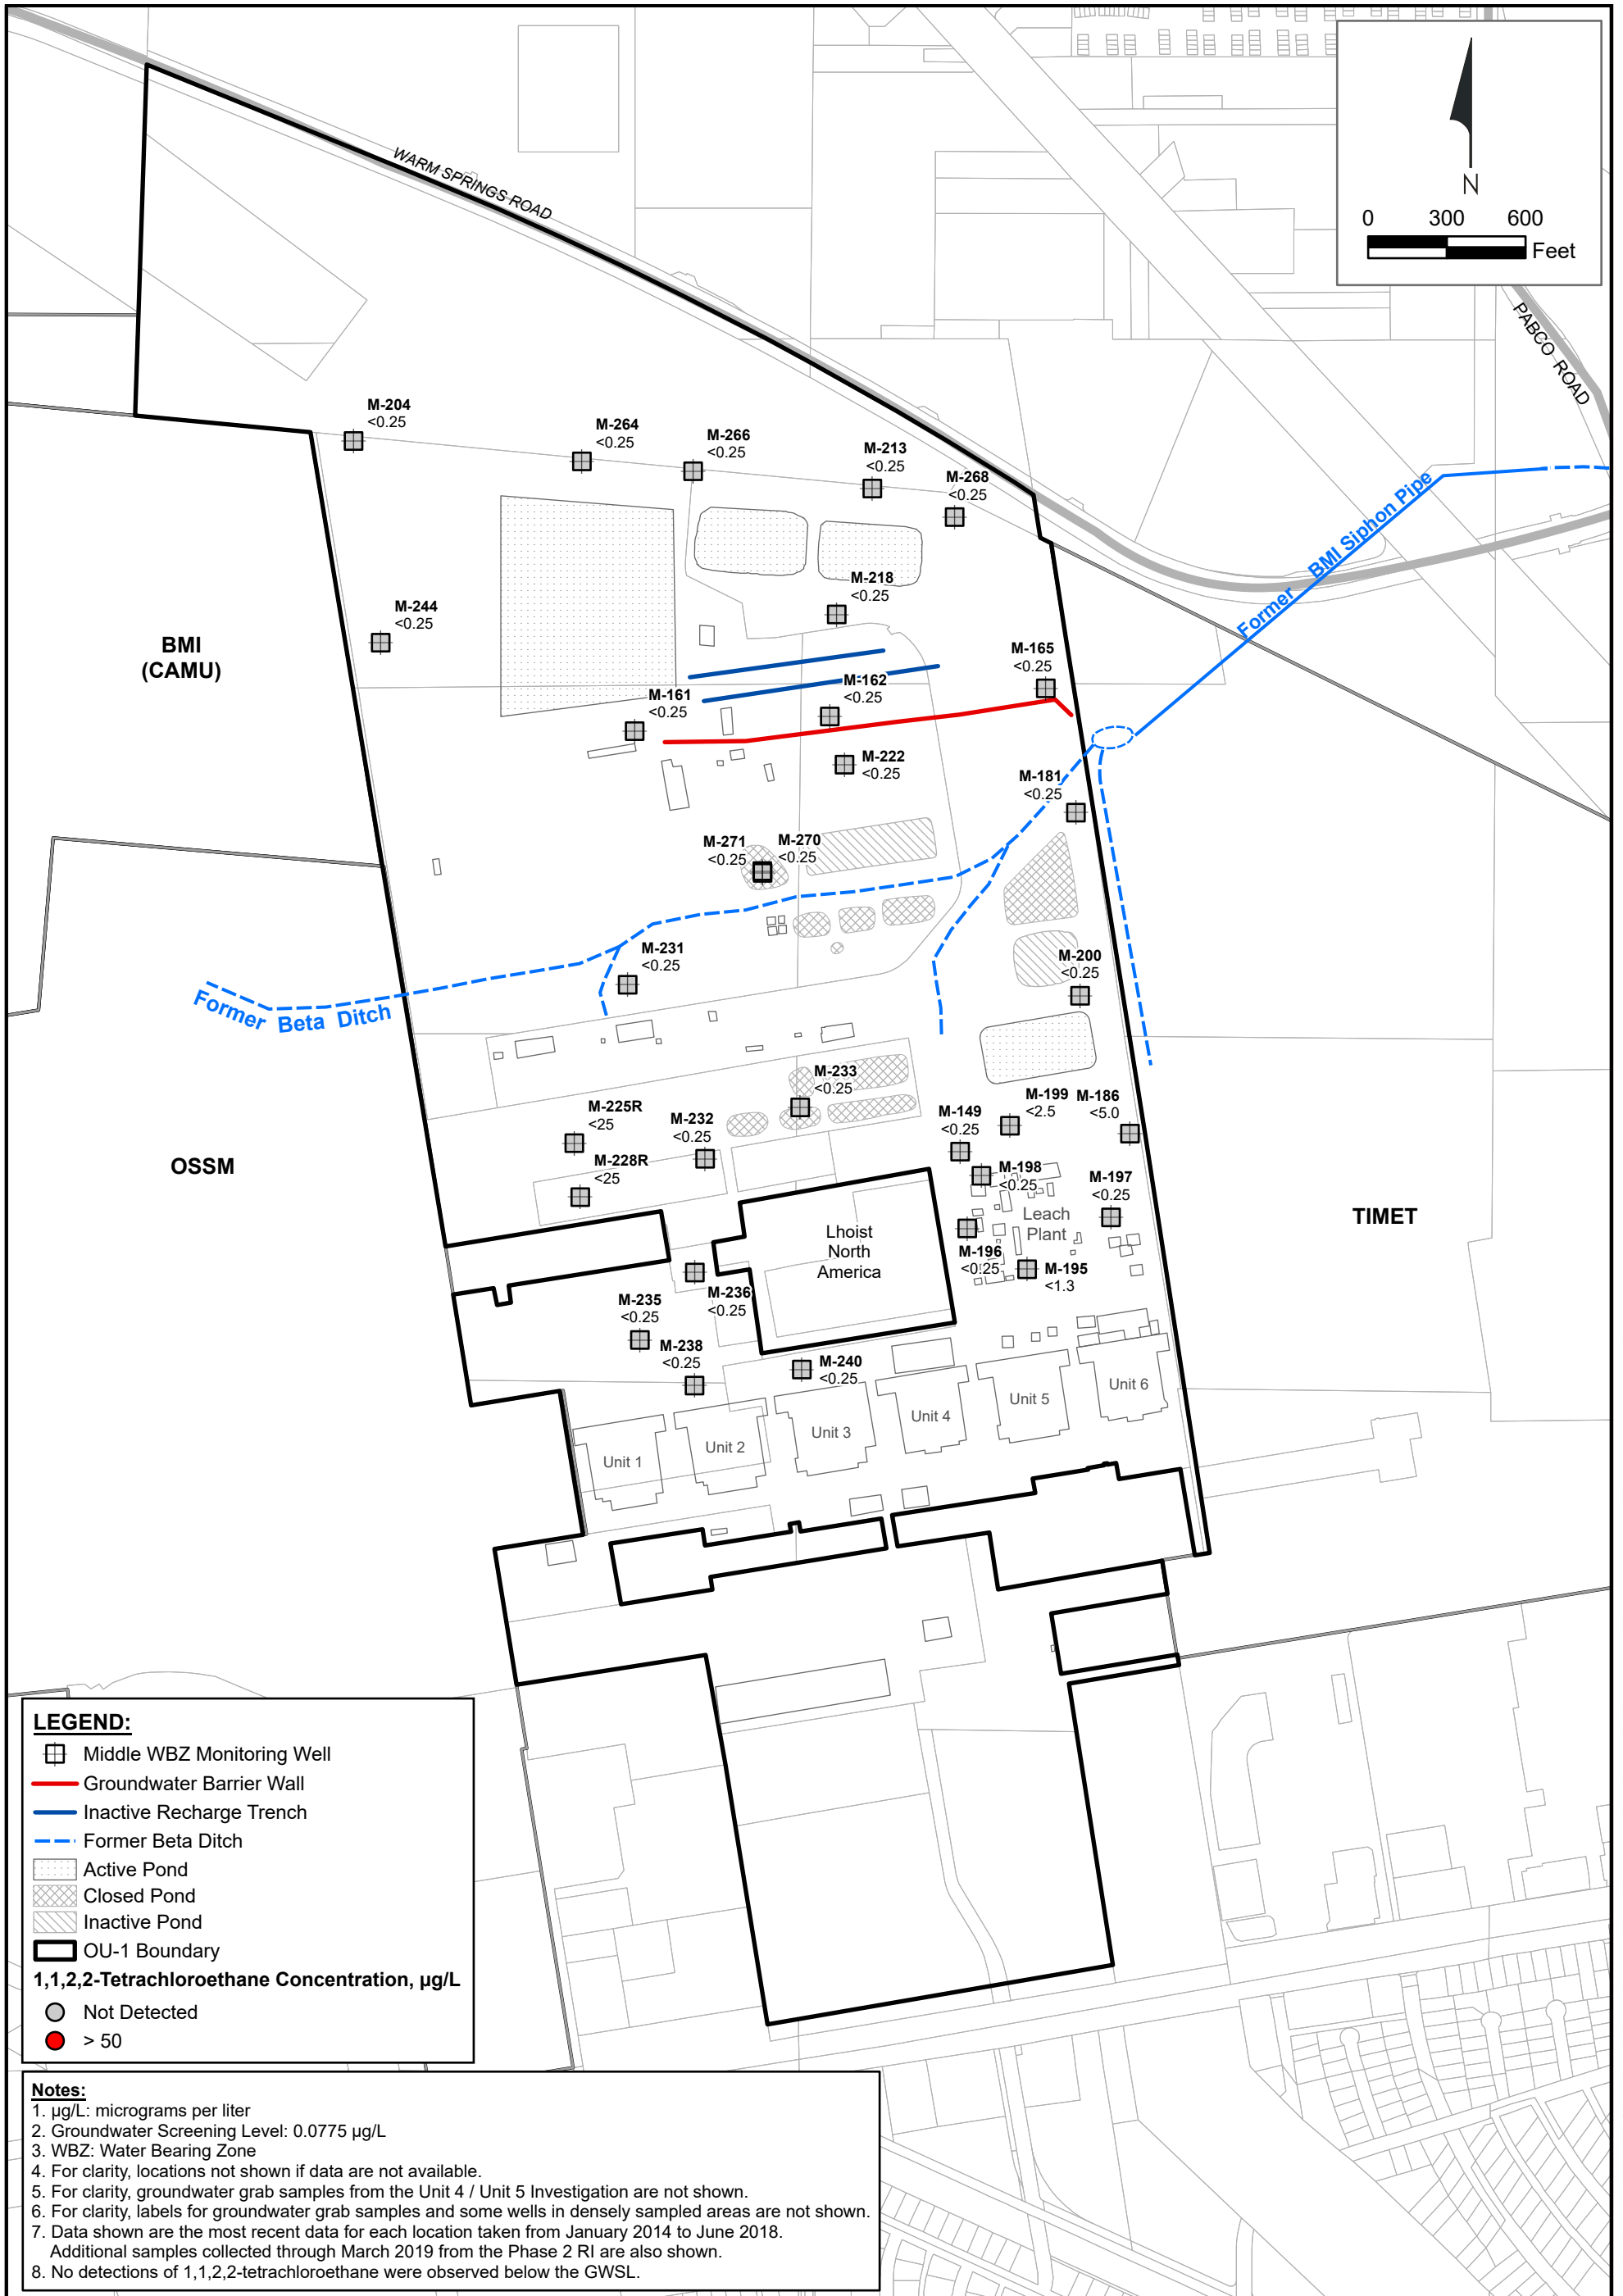 WARM SPRINGS ROAD
N
0 300 600
Feet
PABCO ROAD
M-204
<0.25
M-264
<0.25
M-266
<0.25
M-213
<0.25
M-268
<0.25
Former BMI Siphon Pipe
M-218
<0.25
M-244
<0.25
BMI
(CAMU)
M-165
<0.25
M-161
<0.25
M-162
<0.25
M-222
<0.25
M-181
<0.25
M-271
<0.25
M-270
<0.25
M-231
<0.25
M-200
<0.25
Former Beta Ditch
M-233
<0.25
M-225R
<25
M-232
<0.25
M-149
<0.25
M-199
<2.5
M-186
<5.0
OSSM
M-228R
<25
M-198
<0.25
M-197
<0.25
TIMET
Leach
Plant
Lhoist
North
America
M-196
<0.25
M-195
<1.3
M-236
<0.25
M-235
<0.25
M-238
<0.25
M-240
<0.25
Unit 1
Unit 2
Unit 3
Unit 4
Unit 5
Unit 6
LEGEND:
Middle WBZ Monitoring Well
Groundwater Barrier Wall
Inactive Recharge Trench
Former Beta Ditch
Active Pond
Closed Pond
Inactive Pond
OU-1 Boundary
1,1,2,2-Tetrachloroethane Concentration, µg/L
Not Detected
> 50
Notes:
1. µg/L: micrograms per liter
2. Groundwater Screening Level: 0.0775 µg/L
3. WBZ: Water Bearing Zone
4. For clarity, locations not shown if data are not available.
5. For clarity, groundwater grab samples from the Unit 4 / Unit 5 Investigation are not shown.
6. For clarity, labels for groundwater grab samples and some wells in densely sampled areas are not shown.
7. Data shown are the most recent data for each location taken from January 2014 to June 2018.
Additional samples collected through March 2019 from the Phase 2 RI are also shown.
8. No detections of 1,1,2,2-tetrachloroethane were observed below the GWSL.